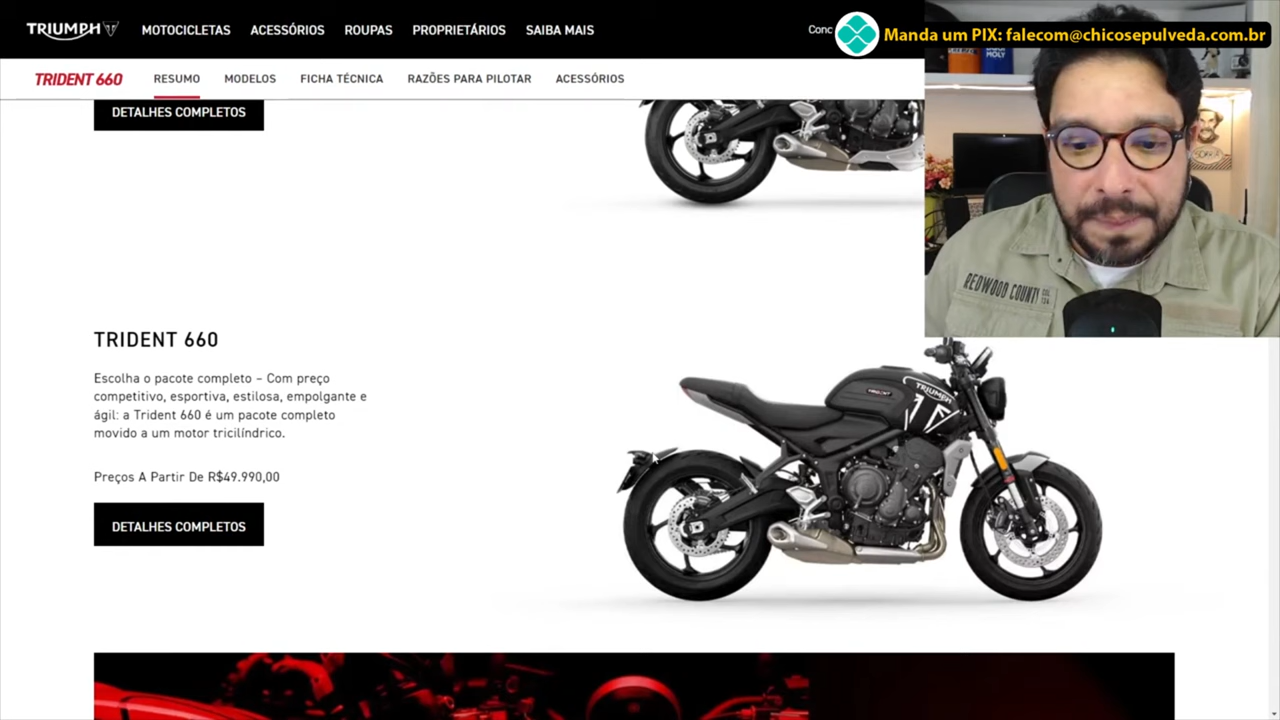 TRIUMPH
MOTOCICLETAS
ACESSÓRIOS
ROUPAS
PROPRIETÁRIOS
SAIBA MAIS
Manda um PIX: falecom@chicosepulveda.com.br
TRIDENT 660
RESUMO
MODELOS
FICHA TÉCNICA
RAZÕES PARA PILOTAR
ACESSÓRIOS
DETALHES COMPLETOS
MOLY
REDWOOD COUNTY
TRIDENT 660
Escolha o pacote completo – Com preço
competitivo, esportiva, estilosa, empolgante e
ágil: a Trident 660 é um pacote completo
movido a um motor tricilíndrico.
Preços A Partir De R$49.990,00
DETALHES COMPLETOS
TRIUMPH